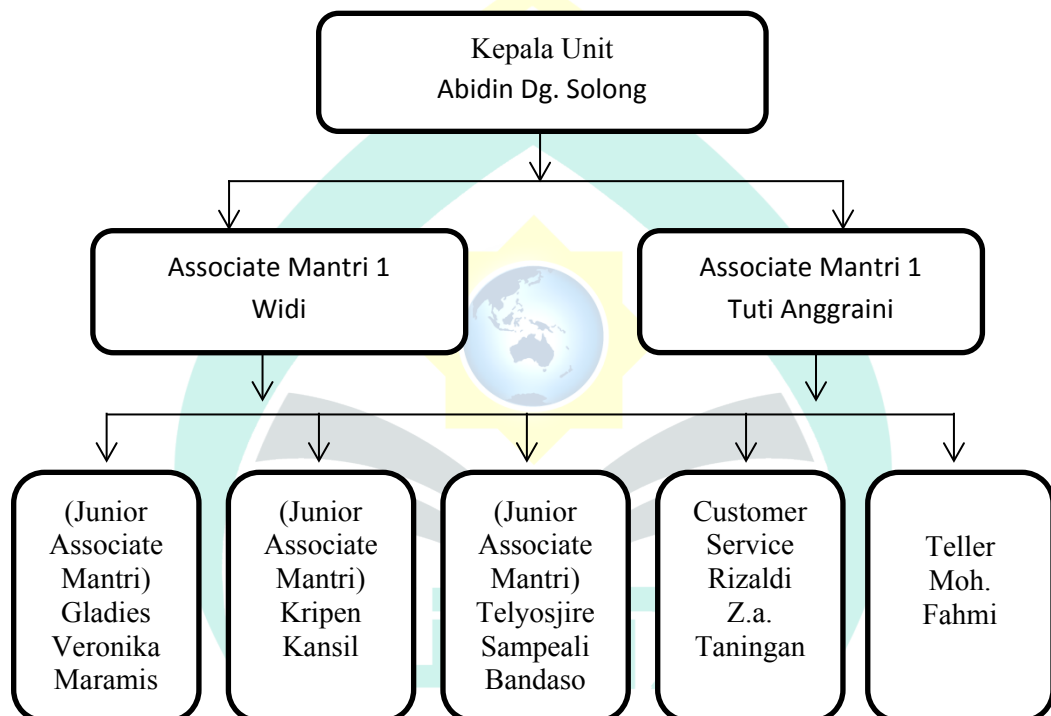 Kepala Unit
Abidin Dg. Solong
Associate Mantri 1
Widi
Associate Mantri 1
Tuti Anggraini
(Junior
Associate
Mantri)
Gladies
Veronika
Maramis
(Junior
Associate
Mantri)
Kripen
Kansil
(Junior
Associate
Mantri)
Telyosjire
Sampeali
Bandaso
Customer
Service
Rizaldi
Z.a.
Taningan
Teller
Moh.
Fahmi